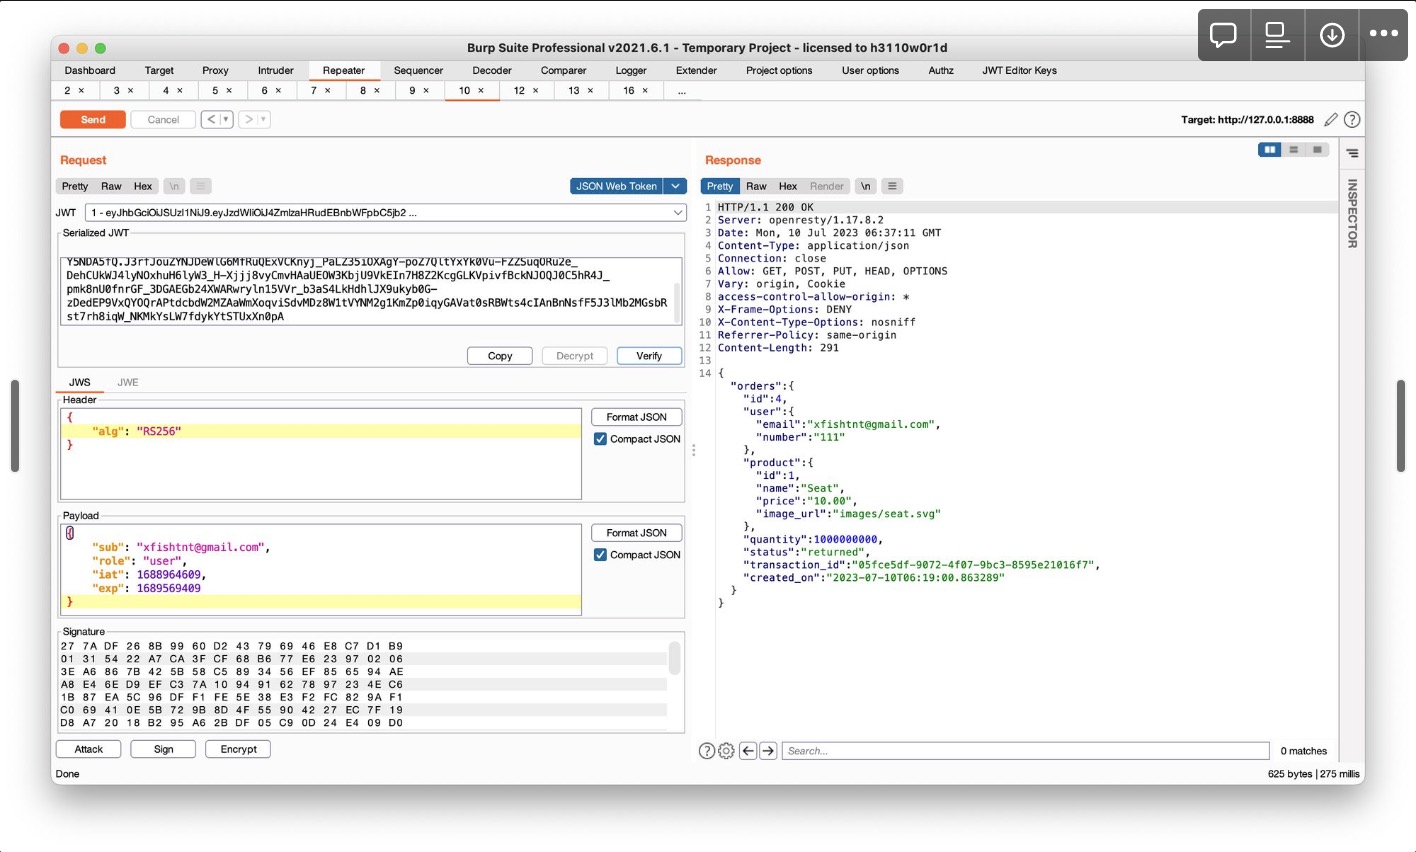 Burp Suite Professional v2021.6.1 - Temporary Project - licensed to h3110w0r1d
Dashboard Target Proxy Intruder Repeater Sequencer Decoder Comparer Logger Extender Project options User options Authz JWT Editor Keys
2 × 3 × 4 × 5 × 6 × 7 × 8 × 9 × 10 × 12 × 13 × 16 × ...
Send Cancel < > Target: http://127.0.0.1:8888
Request
Pretty Raw Hex \n JSON Web Token
JWT 1 - eyJhbGciOiJSUzI1NiJ9.eyJzdWIiOiJ4ZmlzaHRudEBnbWFpbC5jb2 ...
Serialized JWT
Y5NDA5fQ.J3rfJouZYNJDeWlG6MfRuQExVCKnyj_PaLZ35iOXAgY-poZ7QltYxYk0Vu-FZZSuqORu2e_
DehCUkWJ4lyNOxhuH6lyW3_H-Xjjj8vyCmvHAaUEOW3KbjU9VkEIn7H8Z2KcgGLKVpivfBckNJOQJ0C5hR4J_
pmk8nU0fnrGF_3DGAEGb24XWARwryln15VVr_b3aS4LkHdhlJX9ukyb0G-
zDedEP9VxQYOQrAPtdcbdW2MZAaWmXoqviSdvMDz8W1tVYNM2g1KmZp0iqyGAVat0sRBWts4cIAnBnNsfF5J3lMb2MGsbR
st7rh8iqW_NKMkYsLW7fdykYtSTUxXn0pA
Copy Decrypt Verify
JWS JWE
Header
{
"alg": "RS256"
}
Format JSON
Compact JSON
Payload
{
"sub": "xfishtnt@gmail.com",
"role": "user",
"iat": 1688964609,
"exp": 1689569409
}
Format JSON
Compact JSON
Signature
27 7A DF 26 8B 99 60 D2 43 79 69 46 E8 C7 D1 B9
01 31 54 22 A7 CA 3F CF 68 B6 77 E6 23 97 02 06
3E A6 86 7B 42 5B 58 C5 89 34 56 EF 85 65 94 AE
A8 E4 6E D9 EF C3 7A 10 94 91 62 78 97 23 4E C6
1B 87 EA 5C 96 DF F1 FE 5E 38 E3 F2 FC 82 9A F1
C0 69 41 0E 5B 72 9B 8D 4F 55 90 42 27 EC 7F 19
D8 A7 20 18 B2 95 A6 2B DF 05 C9 0D 24 E4 09 D0
Attack Sign Encrypt
Done
Response
Pretty Raw Hex Render \n
1 HTTP/1.1 200 OK
2 Server: openresty/1.17.8.2
3 Date: Mon, 10 Jul 2023 06:37:11 GMT
4 Content-Type: application/json
5 Connection: close
6 Allow: GET, POST, PUT, HEAD, OPTIONS
7 Vary: origin, Cookie
8 access-control-allow-origin: *
9 X-Frame-Options: DENY
10 X-Content-Type-Options: nosniff
11 Referrer-Policy: same-origin
12 Content-Length: 291
13
14 {
"orders":{
"id":4,
"user":{
"email":"xfishtnt@gmail.com",
"number":"111"
},
"product":{
"id":1,
"name":"Seat",
"price":"10.00",
"image_url":"images/seat.svg"
},
"quantity":1000000000,
"status":"returned",
"transaction_id":"05fce5df-9072-4f07-9bc3-8595e21016f7",
"created_on":"2023-07-10T06:19:00.863289"
}
}
Search... 0 matches
625 bytes | 275 millis
INSPECTOR